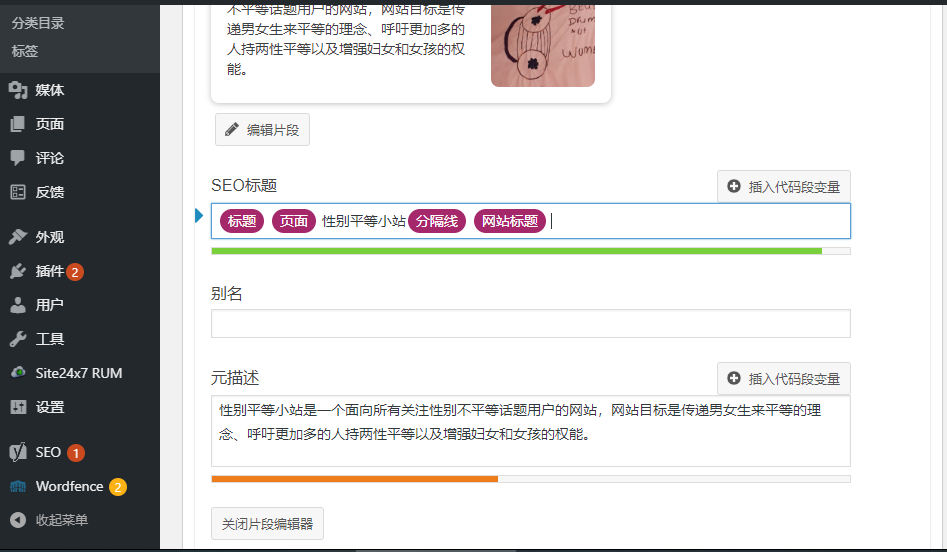 分类目录
标签
媒体
页面
评论
反馈
外观
插件 2
用户
工具
Site24x7 RUM
设置
SEO 1
Wordfence 2
收起菜单
不平等话题用户的网站，网站目标是传
递男女生来平等的理念、呼吁更加多的
人持两性平等以及增强妇女和女孩的权
能。
编辑片段
SEO标题
插入代码段变量
标题 页面 性别平等小站 分隔线 网站标题
别名
元描述
插入代码段变量
性别平等小站是一个面向所有关注性别不平等话题用户的网站，网站目标是传递男女生来平等的理
念、呼吁更加多的人持两性平等以及增强妇女和女孩的权能。
关闭片段编辑器